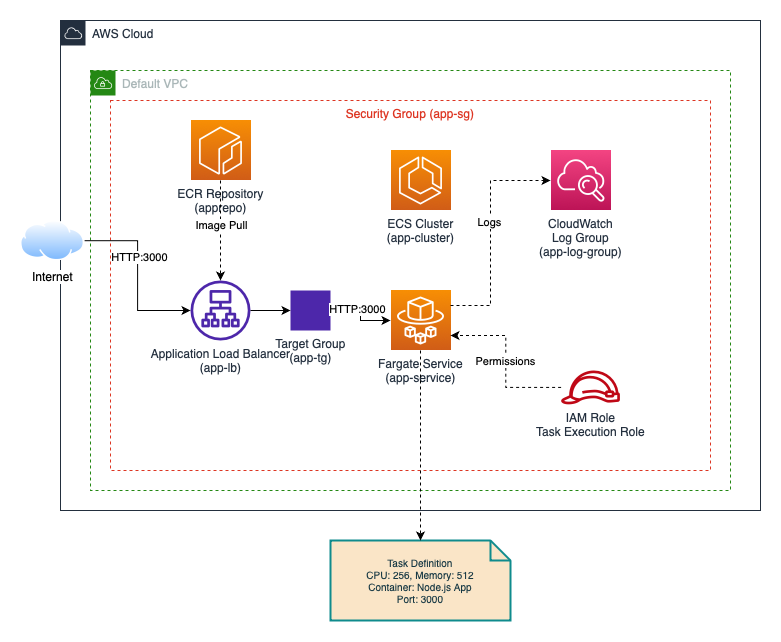 AWS Cloud
Default VPC
Security Group (app-sg)
ECR Repository
(apprepo)
Image Pull
ECS Cluster
(app-cluster)
Logs
CloudWatch
Log Group
(app-log-group)
Internet
HTTP:3000
Application Load Balancer
(app-lb)
Target Group
(app-tg)
HTTP:3000
Fargate Service
(app-service)
Permissions
IAM Role
Task Execution Role
Task Definition
CPU: 256, Memory: 512
Container: Node.js App
Port: 3000